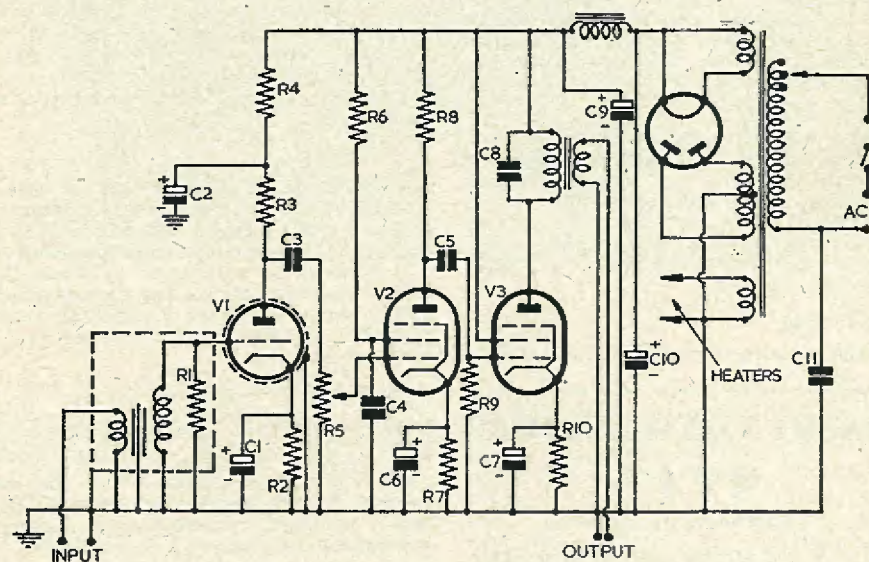 R4
R6
R8
C9
+
-
C8
+
C2
-
R3
C3
C5
AC
V1
V2
V3
+
C10
-
HEATERS
C11
R1
R5
C4
R9
R10
+
C1
-
R2
+
C6
-
R7
+
C7
-
INPUT
OUTPUT